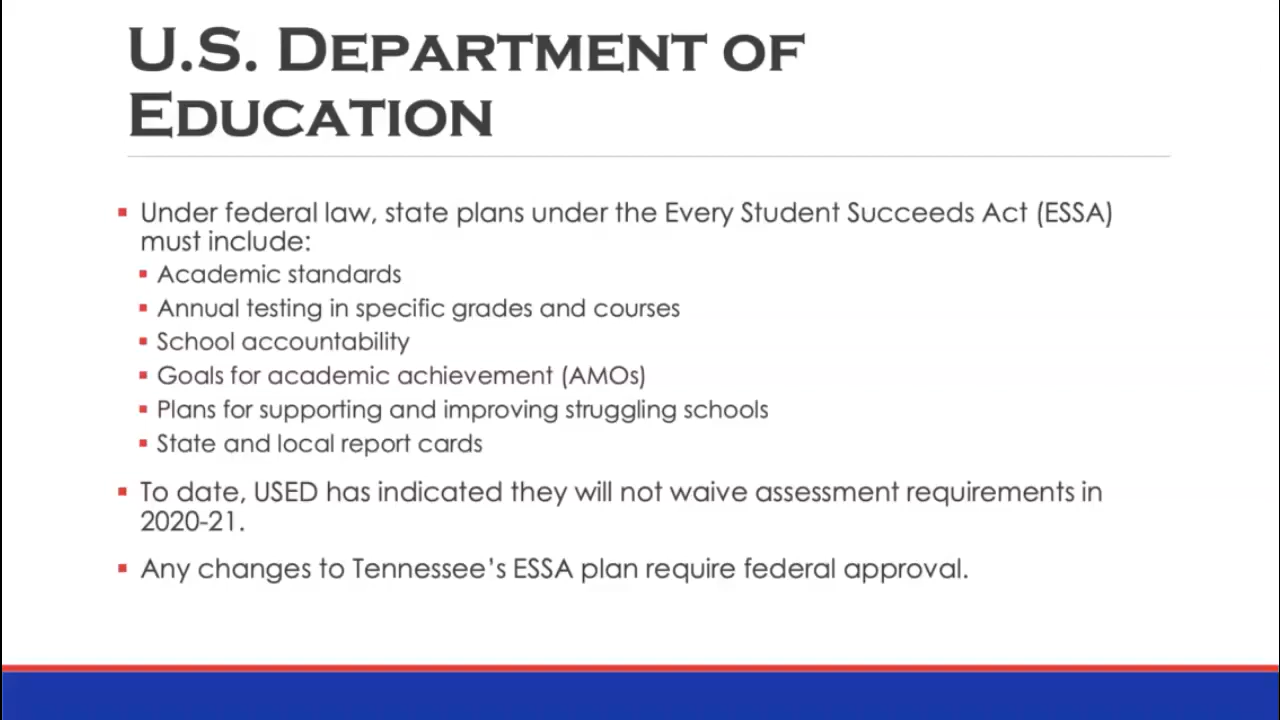 U.S. Department of
Education
▪ Under federal law, state plans under the Every Student Succeeds Act (ESSA)
must include:
▪ Academic standards
▪ Annual testing in specific grades and courses
▪ School accountability
▪ Goals for academic achievement (AMOs)
▪ Plans for supporting and improving struggling schools
▪ State and local report cards
▪ To date, USED has indicated they will not waive assessment requirements in
2020-21.
▪ Any changes to Tennessee’s ESSA plan require federal approval.